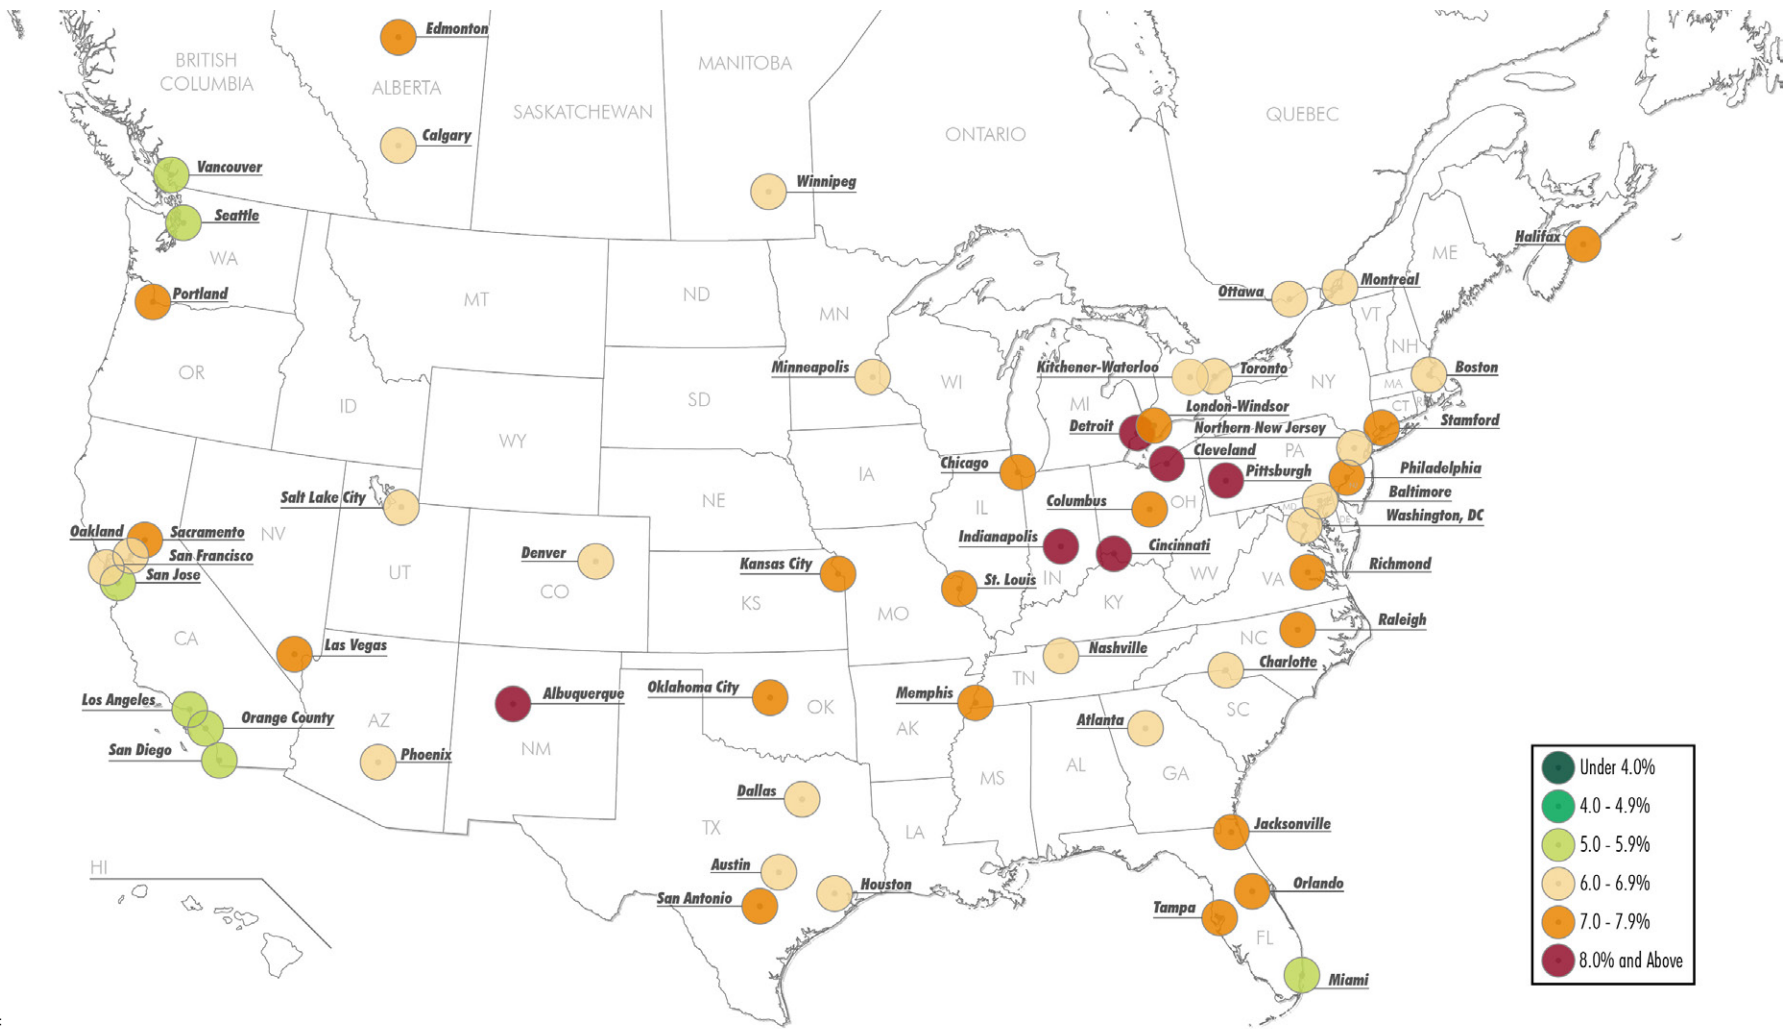 Edmonton
BRITISH
COLUMBIA
ALBERTA
MANITOBA
SASKATCHEWAN
QUEBEC
ONTARIO
Calgary
Vancouver
Winnipeg
Seattle
WA
Halifax
ME
Portland
MT
ND
MN
Ottawa
Montreal
VT
NH
OR
ID
Minneapolis
WI
Kitchener-Waterloo
Toronto
NY
Boston
MA
SD
MI
CT
London-Windsor
Detroit
Northern New Jersey
Stamford
WY
PA
Cleveland
Chicago
Pittsburgh
Philadelphia
IA
NE
Salt Lake City
Columbus
OH
Baltimore
IL
MD
DE
Washington, DC
Oakland
Sacramento
NV
San Francisco
San Jose
UT
Denver
CO
Kansas City
KS
Indianapolis
Cincinnati
IN
St. Louis
MO
KY
WV
VA
Richmond
CA
Las Vegas
Raleigh
NC
Nashville
TN
Charlotte
Albuquerque
Oklahoma City
OK
Memphis
Los Angeles
Orange County
San Diego
AZ
Phoenix
NM
AK
Atlanta
SC
MS
AL
GA
Dallas
TX
LA
Jacksonville
Austin
Houston
San Antonio
Orlando
Tampa
FL
Miami
HI
Under 4.0%
4.0 - 4.9%
5.0 - 5.9%
6.0 - 6.9%
7.0 - 7.9%
8.0% and Above